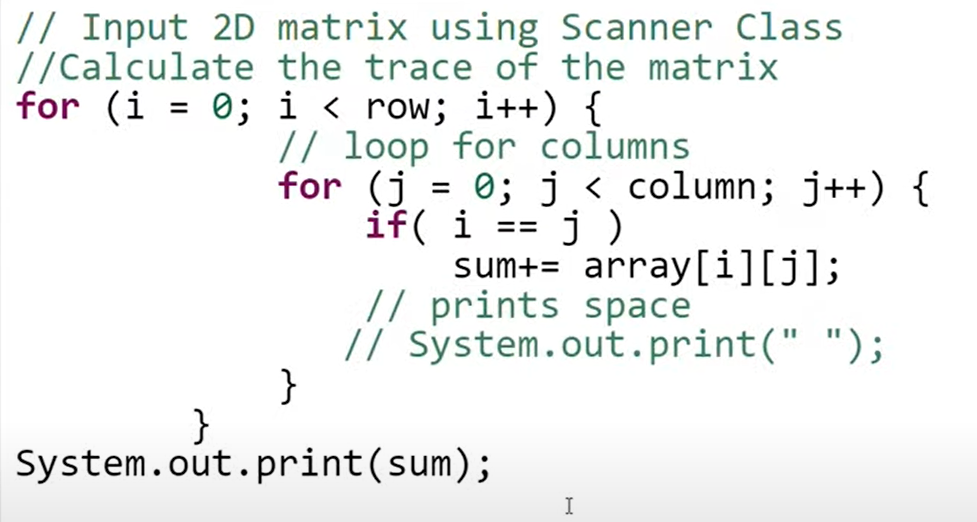 // Input 2D matrix using Scanner Class
//Calculate the trace of the matrix
for (i = 0; i < row; i++) {
// loop for columns
for (j = 0; j < column; j++) {
if( i == j )
sum+= array[i][j];
// prints space
// System.out.print(" ");
}
}
System.out.print(sum);